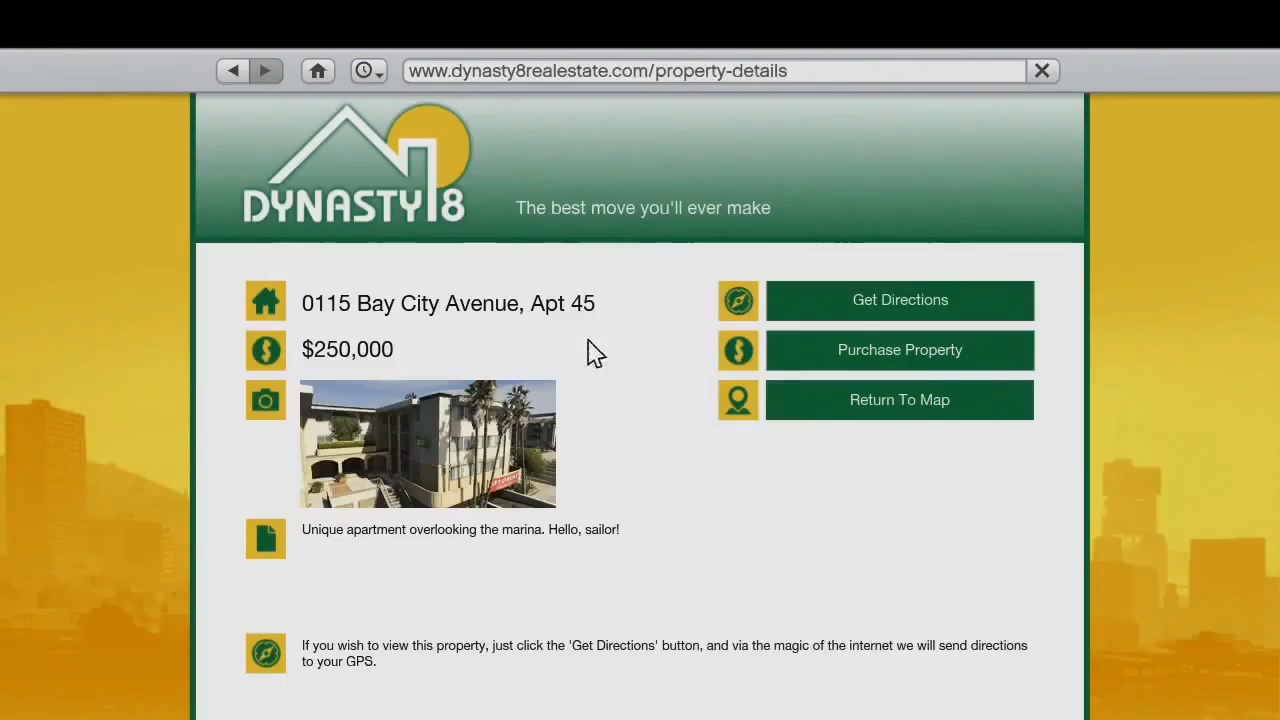 www.dynasty8realestate.com/property-details
DYNASTY 8
The best move you'll ever make
0115 Bay City Avenue, Apt 45
$250,000
Get Directions
Purchase Property
Return To Map
Unique apartment overlooking the marina. Hello, sailor!
If you wish to view this property, just click the 'Get Directions' button, and via the magic of the internet we will send directions
to your GPS.